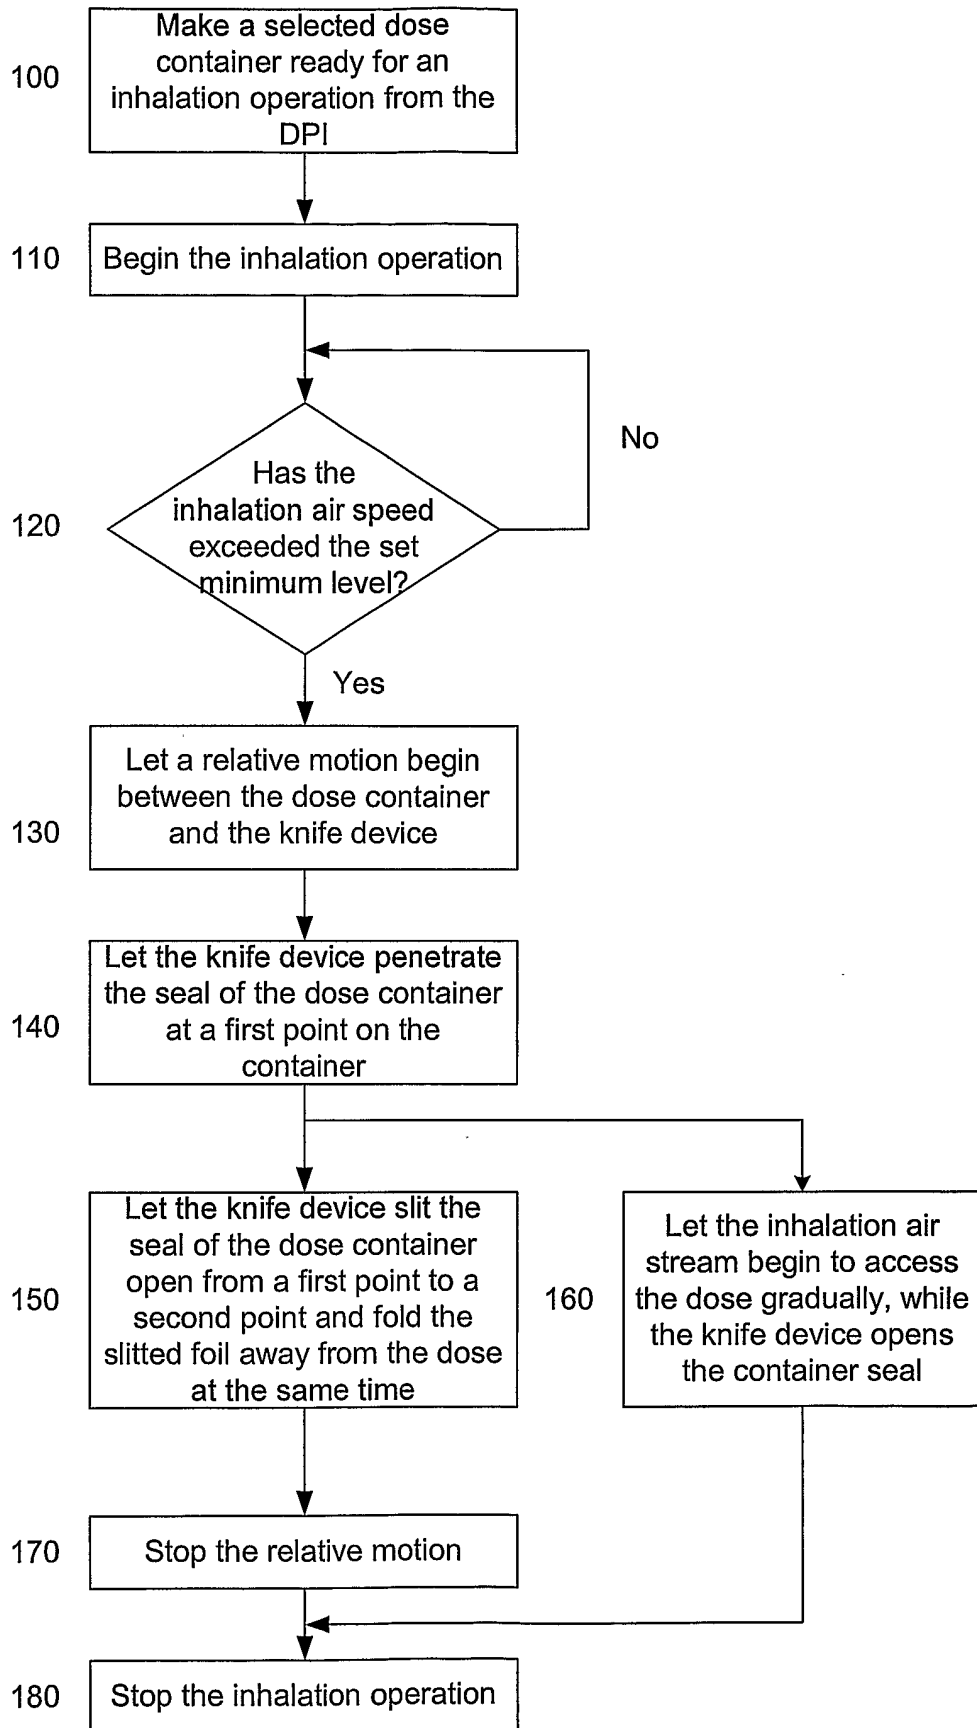 Make a selected dose
container ready for an
inhalation operation from the
DPI
100
Begin the inhalation operation
110
No
Has the
inhalation air speed
exceeded the set
minimum level?
120
Yes
Let a relative motion begin
between the dose container
and the knife device
130
Let the knife device penetrate
the seal of the dose container
at a first point on the
container
140
Let the knife device slit the
seal of the dose container
open from a first point to a
second point and fold the
slitted foil away from the dose
at the same time
150
Let the inhalation air
stream begin to access
the dose gradually, while
the knife device opens
the container seal
160
Stop the relative motion
170
Stop the inhalation operation
180